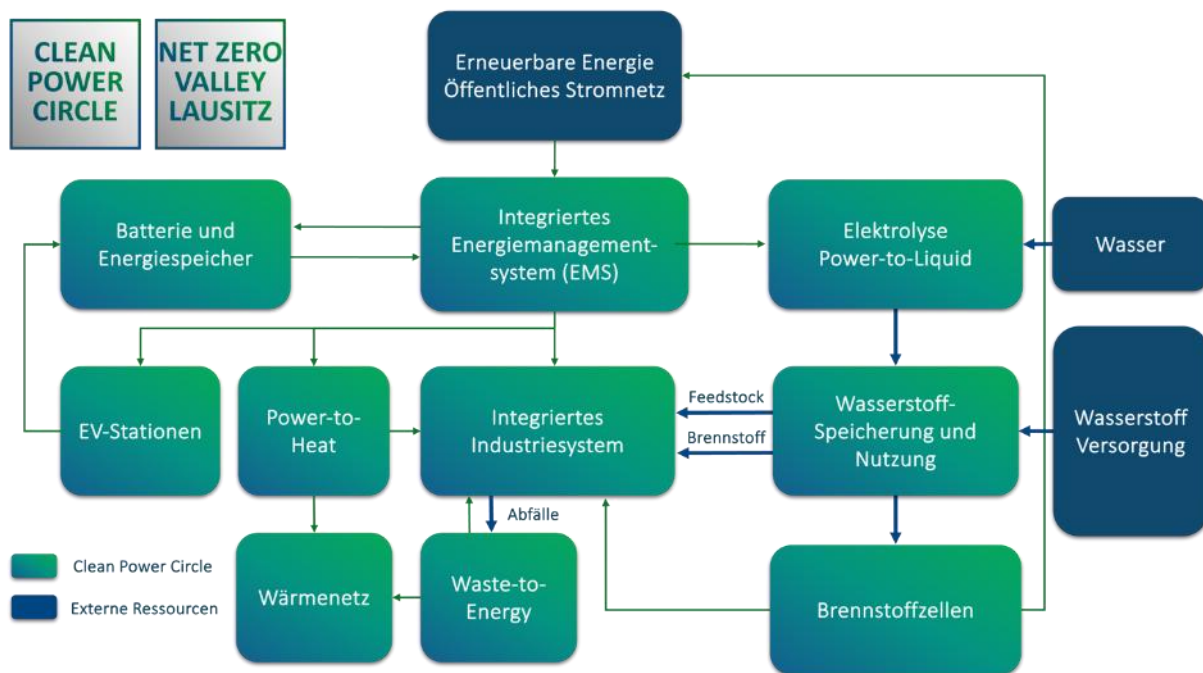 CLEAN
POWER
CIRCLE
NET ZERO
VALLEY
LAUSITZ
Erneuerbare Energie
Öffentliches Stromnetz
Batterie und
Energiespeicher
Integriertes
Energiemanagement-
system (EMS)
Elektrolyse
Power-to-Liquid
Wasser
EV-Stationen
Power-to-
Heat
Integriertes
Industriesystem
Feedstock
Brennstoff
Wasserstoff-
Speicherung und
Nutzung
Wasserstoff
Versorgung
Abfälle
Clean Power Circle
Externe Ressourcen
Wärmenetz
Waste-to-
Energy
Brennstoffzellen